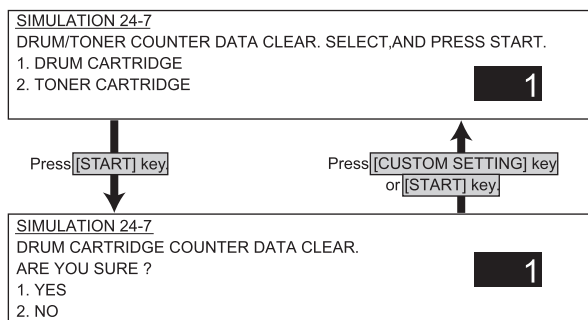 SIMULATION 24-7
DRUM/TONER COUNTER DATA CLEAR. SELECT,AND PRESS START.
1. DRUM CARTRIDGE
2. TONER CARTRIDGE
1
Press [START] key.
Press [CUSTOM SETTING] key
or [START] key.
SIMULATION 24-7
DRUM CARTRIDGE COUNTER DATA CLEAR.
ARE YOU SURE ?
1
1. YES
2. NO